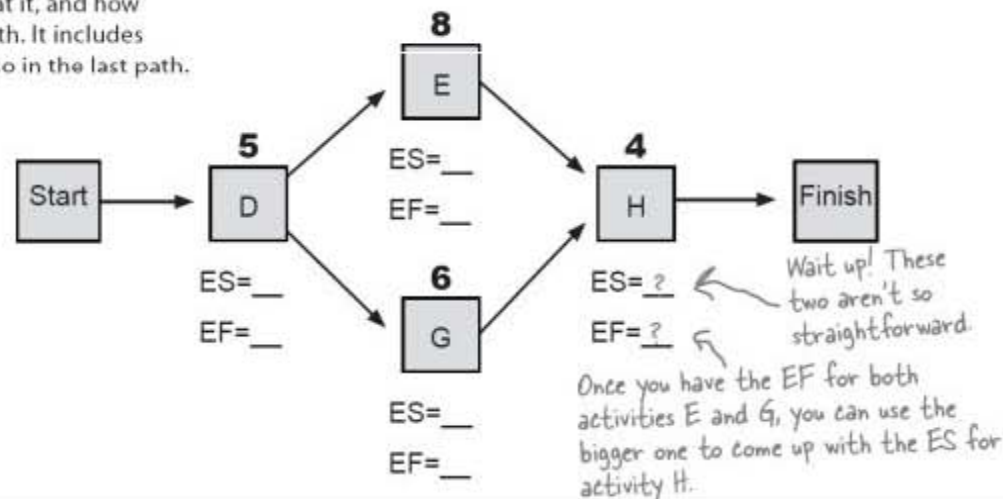 at it, and how
th. It includes
o in the last path.
8
E
ES=__
EF=__
Start
5
D
ES=__
EF=__
6
G
ES=__
EF=__
4
H
ES=?
EF=?
Finish
Wait up! These
two aren't so
straightforward.
Once you have the EF for both
activities E and G, you can use the
bigger one to come up with the ES for
activity H.